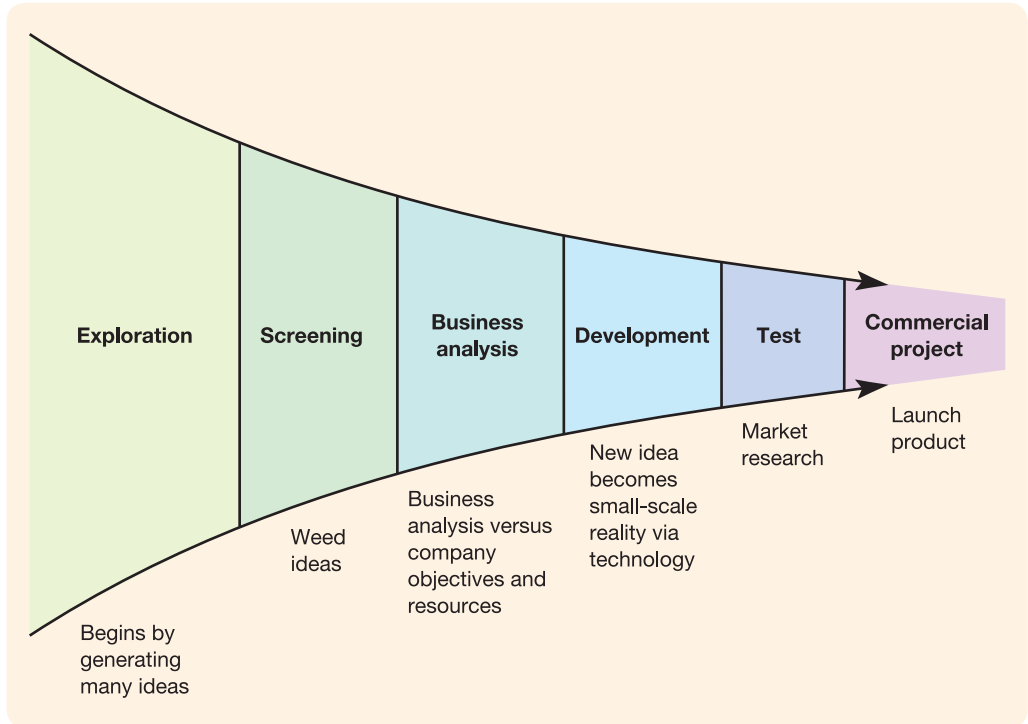 Exploration
Screening
Business
analysis
Development
Test
Commercial
project
Begins by
generating
many ideas
Weed
ideas
Business
analysis versus
company
objectives and
resources
New idea
becomes
small-scale
reality via
technology
Market
research
Launch
product